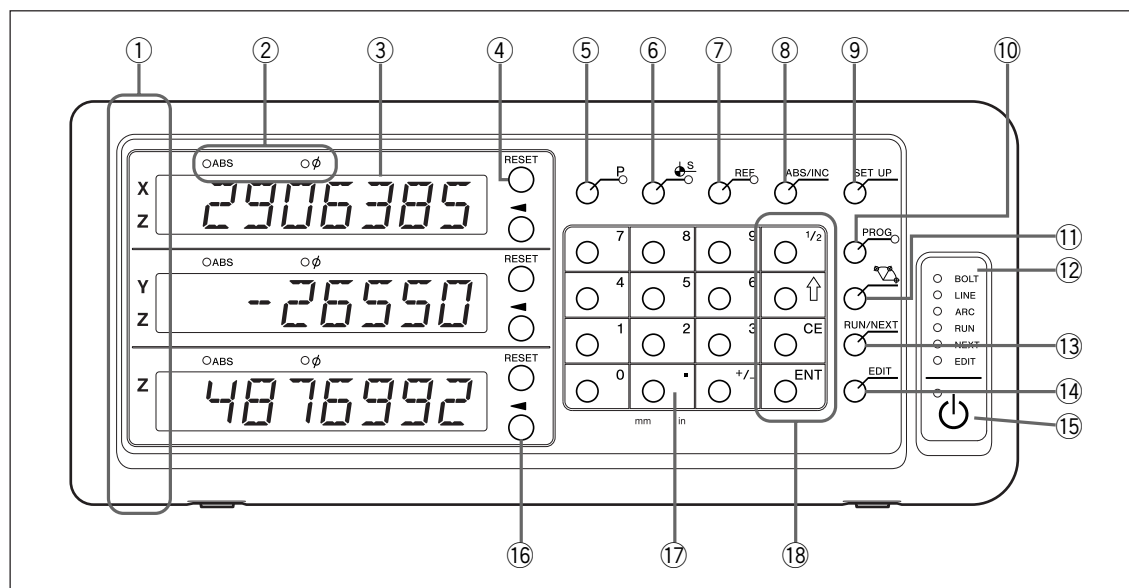 ① ② ③ ④ ⑤ ⑥ ⑦ ⑧ ⑨ ⑩
P S REF ABS/INC SET UP
ABS ø RESET
X 2906385
Z
PROG
7 8 9 1/2
ABS ø RESET
Y -26550
Z
4 5 6 ⇧
⑪
BOLT ⑫
LINE
ARC
RUN
NEXT
EDIT
1 2 3 CE RUN/NEXT ⑬
ABS ø RESET
Z 4876992
0 . +/- ENT EDIT ⑭
mm in
⑮
⑯ ⑰ ⑱